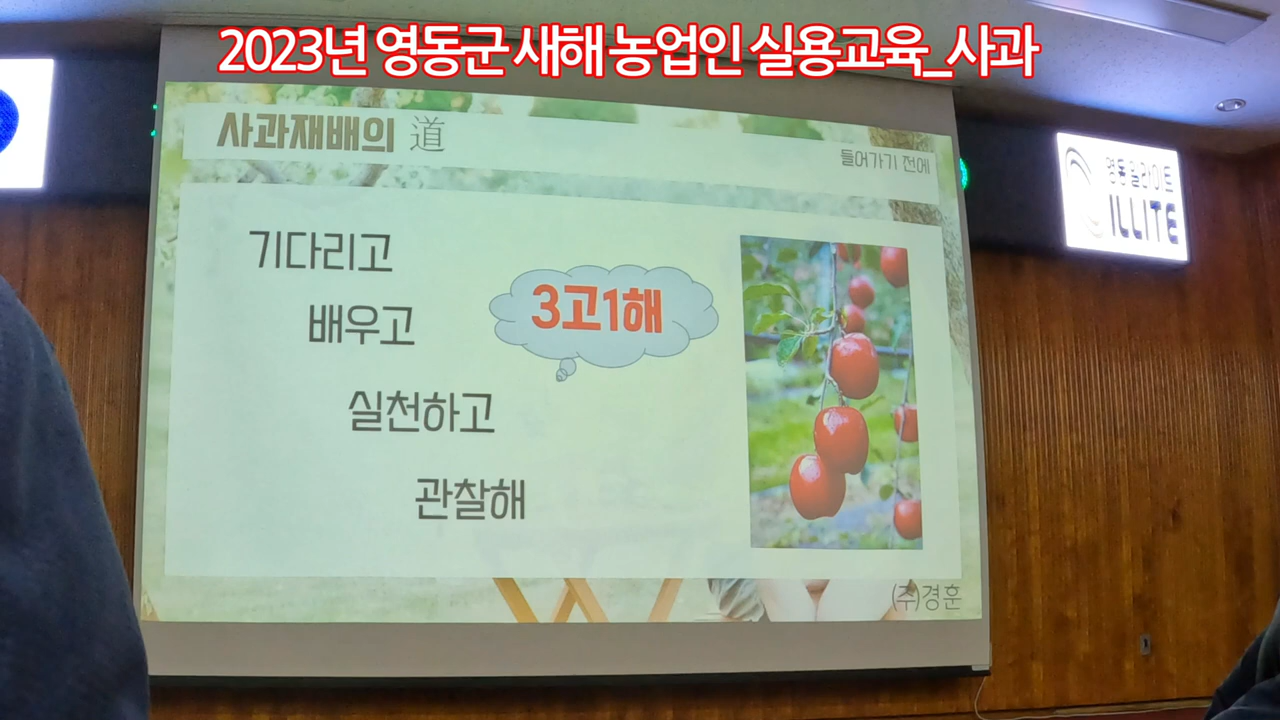 2023년 영동군 새해 농업인 실용교육_사과
사과재배의 道
들어가기 전에
기다리고
배우고
실천하고
관찰해
3고1해
(주)경훈
영동일라이트
ILLITE